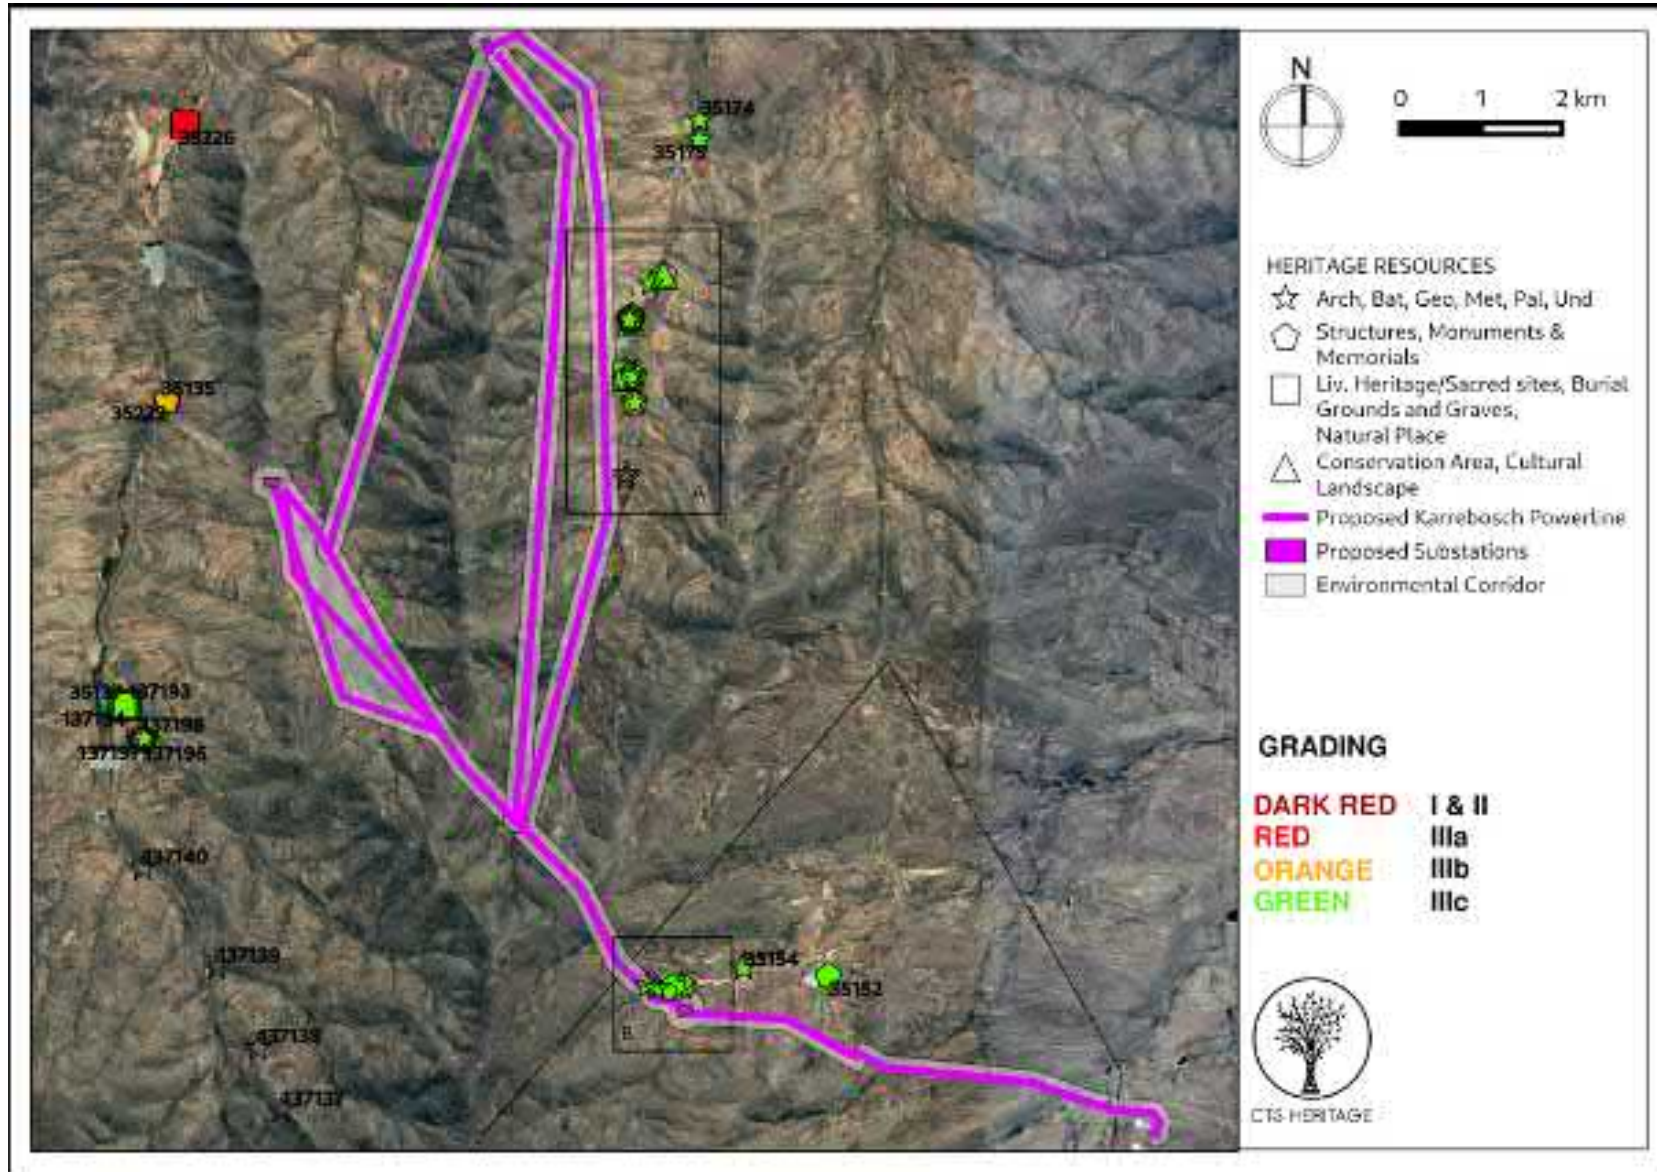 35174
35175
35135
137193
137198
137196
137140
137139
35154
35152
137138
137137
A
B
N
0 1 2 km
HERITAGE RESOURCES
Arch, Bat, Geo, Met, Pal, Und
Structures, Monuments &
Memorials
Liv. Heritage/Sacred sites, Burial
Grounds and Graves,
Natural Place
Conservation Area, Cultural
Landscape
Proposed Karrebosch Powerline
Proposed Substations
Environmental Corridor
GRADING
DARK RED I & II
RED IIIa
ORANGE IIIb
GREEN IIIc
CTS HERITAGE